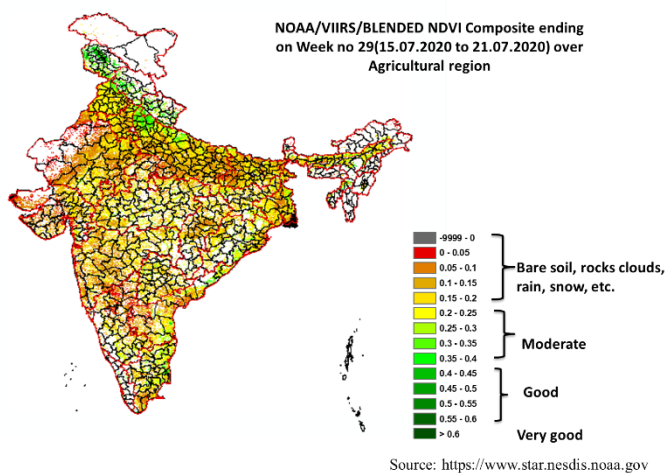 NOAA/VIIRS/BLENDED NDVI Composite ending
on Week no 29(15.07.2020 to 21.07.2020) over
Agricultural region
-9999 - 0
0 - 0.05
0.05 - 0.1
0.1 - 0.15
0.15 - 0.2
0.2 - 0.25
0.25 - 0.3
0.3 - 0.35
0.35 - 0.4
0.4 - 0.45
0.45 - 0.5
0.5 - 0.55
0.55 - 0.6
> 0.6
Bare soil, rocks clouds,
rain, snow, etc.
Moderate
Good
Very good
Source: https://www.star.nesdis.noaa.gov